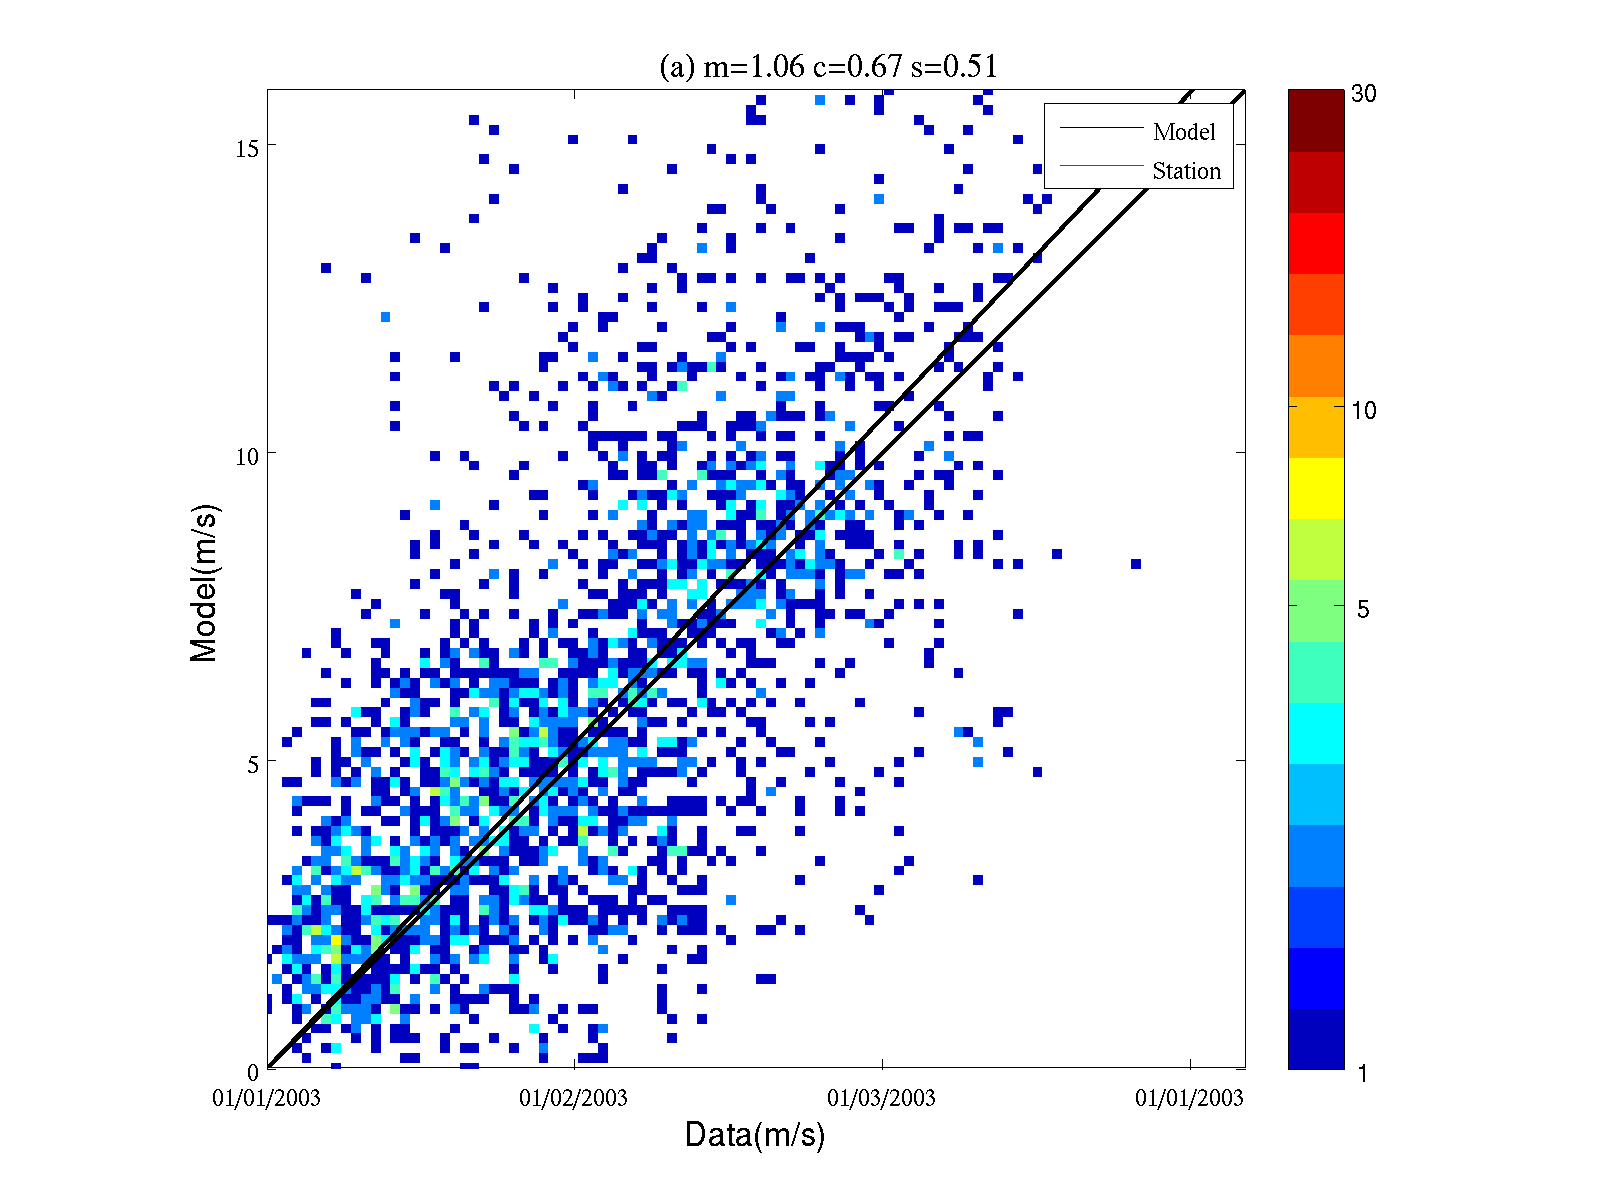 (a) m=1.06 c=0.67 s=0.51
Model
Station
15
10
5
0
Model(m/s)
01/01/2003
01/02/2003
01/03/2003
01/01/2003
Data(m/s)
30
10
5
1